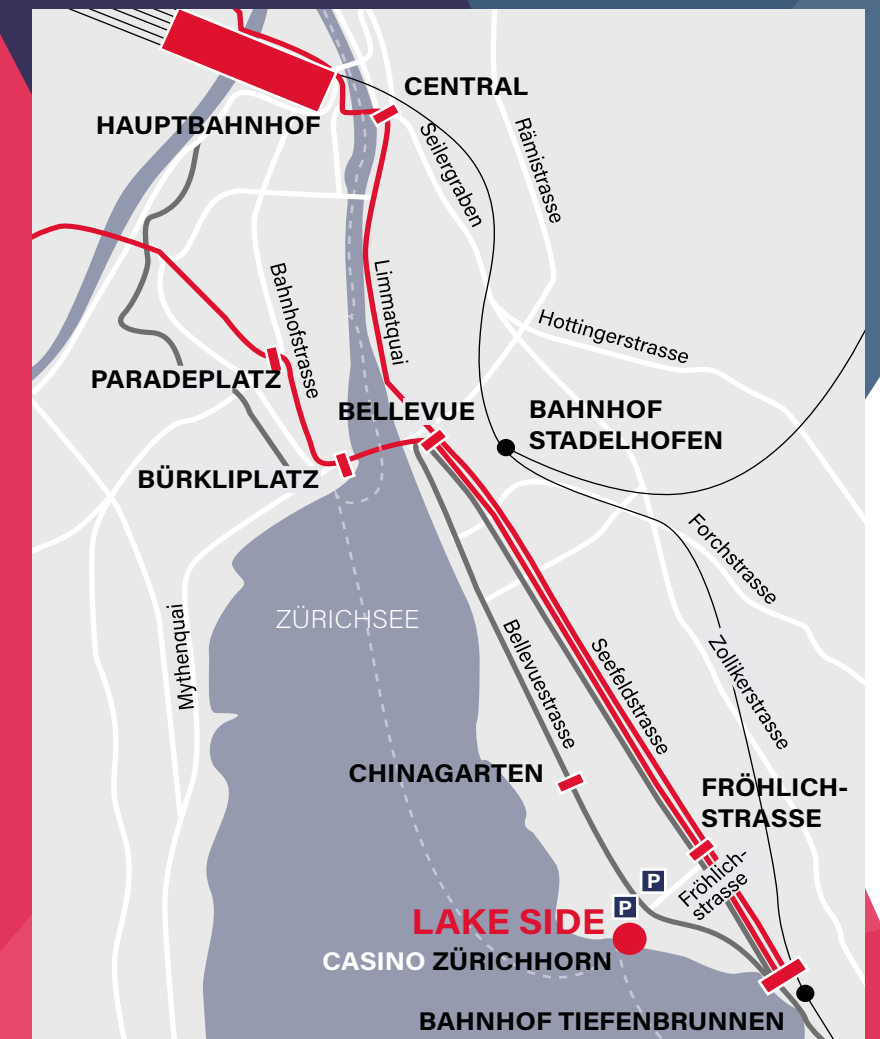 CENTRAL
HAUPTBAHNHOF
Seilergraben
Rämistrasse
Bahnhofstrasse
Limmatquai
Hottingerstrasse
PARADEPLATZ
BELLEVUE
BAHNHOF
STADELHOFEN
BÜRKLIPLATZ
Forchstrasse
ZÜRICHSEE
Mythenquai
Bellevuestrasse
Seefeldstrasse
Zollikerstrasse
CHINAGARTEN
FRÖHLICH-
STRASSE
Fröhlich-
strasse
P
P
LAKE SIDE
CASINO ZÜRICHHORN
BAHNHOF TIEFENBRUNNEN